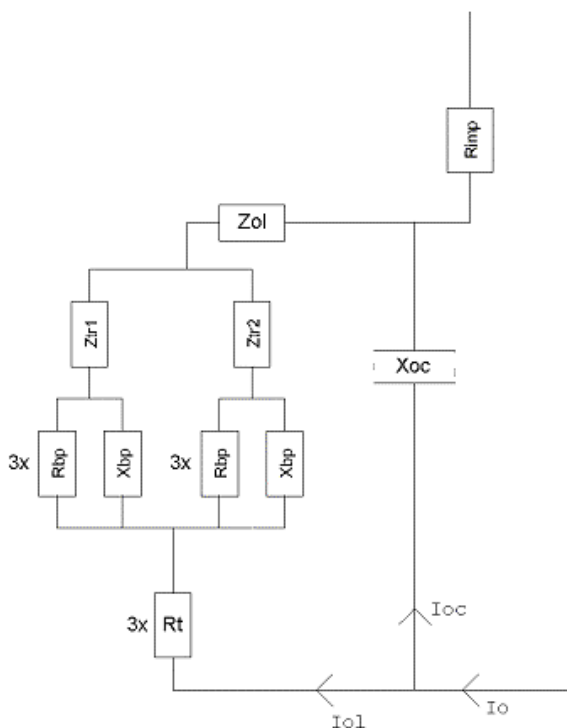 Rimp
Zol
Ztr1
Ztr2
Xoc
3x
Rbp
Xbp
3x
Rbp
Xbp
3x
Rt
Ioc
Iol
Io